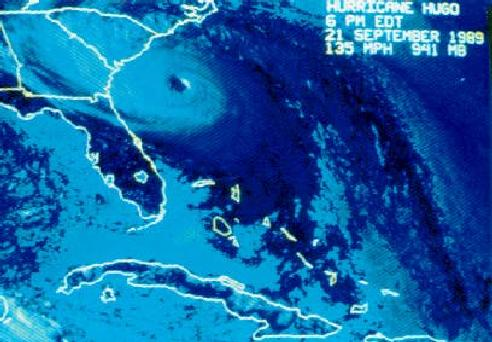 HURRICANE HUGO
6 PM EDT
21 SEPTEMBER 1989
135 MPH 941 MB